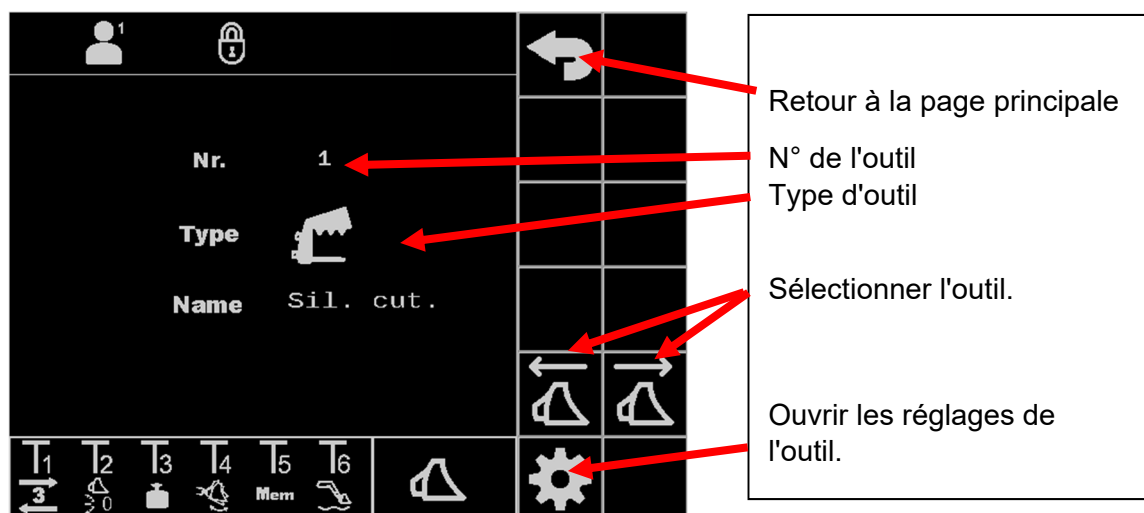 1
Nr. 1
Type
Name Sil. cut.
T1 T2 T3 T4 T5 T6
3 0 Mem
Retour à la page principale
N° de l'outil
Type d'outil
Sélectionner l'outil.
Ouvrir les réglages de
l'outil.